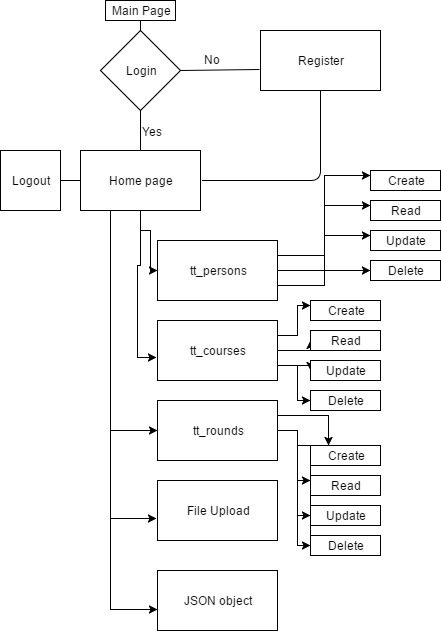 Main Page
Login
No
Register
Yes
Logout
Home page
Create
Read
Update
Delete
tt_persons
Create
Read
Update
Delete
tt_courses
tt_rounds
Create
Read
Update
Delete
File Upload
JSON object